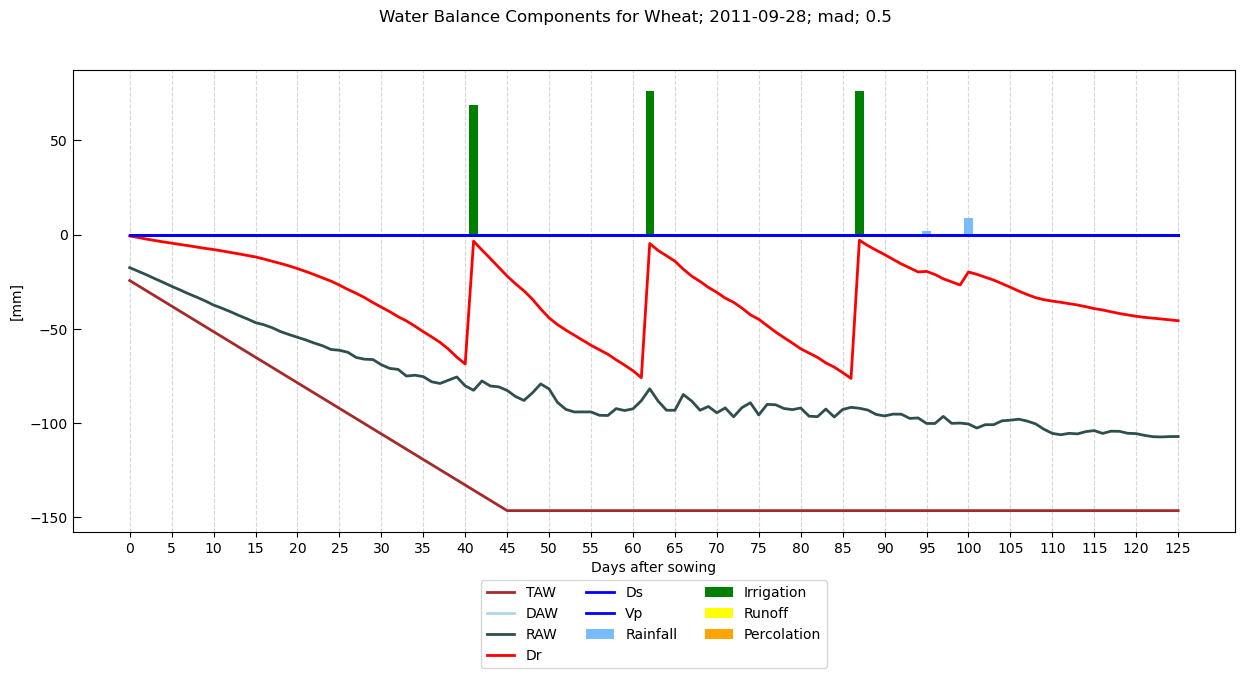 Water Balance Components for Wheat; 2011-09-28; mad; 0.5
[mm]
50
0
−50
−100
−150
0 5 10 15 20 25 30 35 40 45 50 55 60 65 70 75 80 85 90 95 100 105 110 115 120 125
Days after sowing
TAW
DAW
RAW
Dr
Ds
Vp
Rainfall
Irrigation
Runoff
Percolation